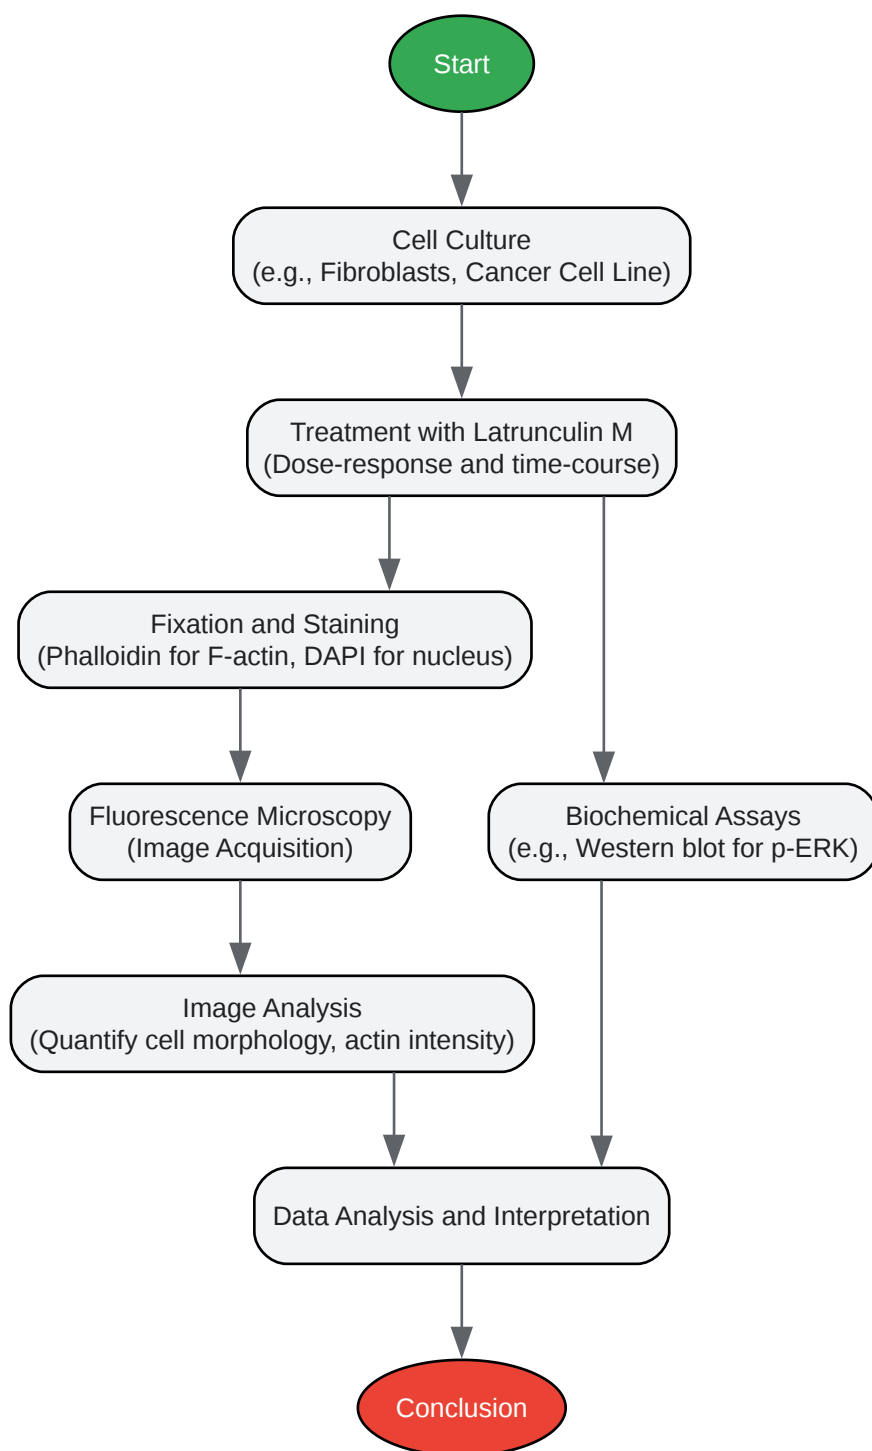 Start
Cell Culture
(e.g., Fibroblasts, Cancer Cell Line)
Treatment with Latrunculin M
(Dose-response and time-course)
Fixation and Staining
(Phalloidin for F-actin, DAPI for nucleus)
Fluorescence Microscopy
(Image Acquisition)
Biochemical Assays
(e.g., Western blot for p-ERK)
Image Analysis
(Quantify cell morphology, actin intensity)
Data Analysis and Interpretation
Conclusion